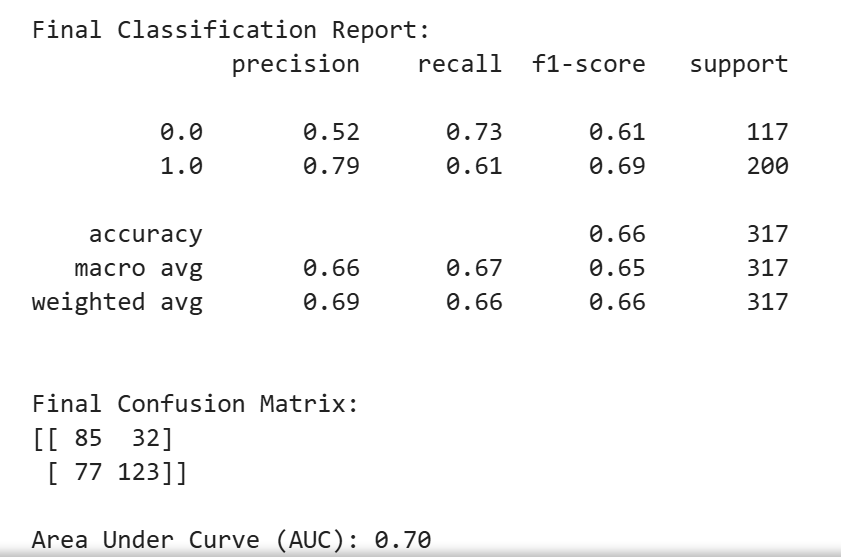 Final Classification Report:
              precision    recall  f1-score   support

         0.0       0.52      0.73      0.61       117
         1.0       0.79      0.61      0.69       200

    accuracy                           0.66       317
   macro avg       0.66      0.67      0.65       317
weighted avg       0.69      0.66      0.66       317

Final Confusion Matrix:
[[ 85  32]
 [ 77 123]]

Area Under Curve (AUC): 0.70